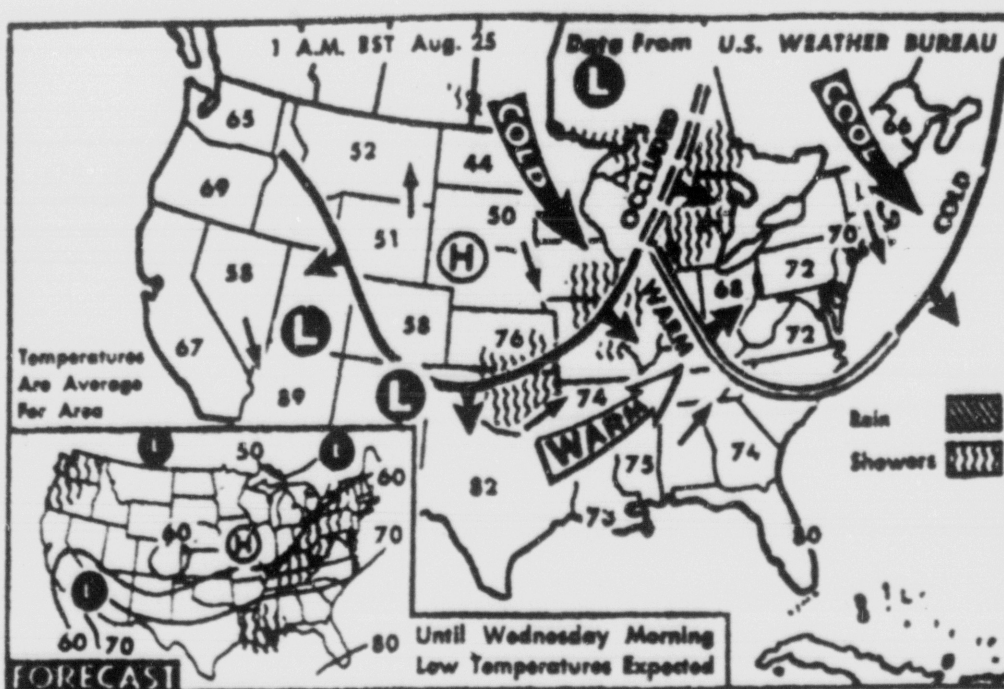 1 A.M. EST Aug. 25
Data From U.S. WEATHER BUREAU
L
COLD
OCCLUDED
COOL
66
COLD
65
52
44
69
50
51
H
70
72
58
68
L
58
WARM
72
67
76
Temperatures
Are Average
For Area
89
L
74
WARM
Rain
Showers
82
75
74
80
50
60
60
H
70
60 70
80
FORECAST
Until Wednesday Morning
Low Temperatures Expected